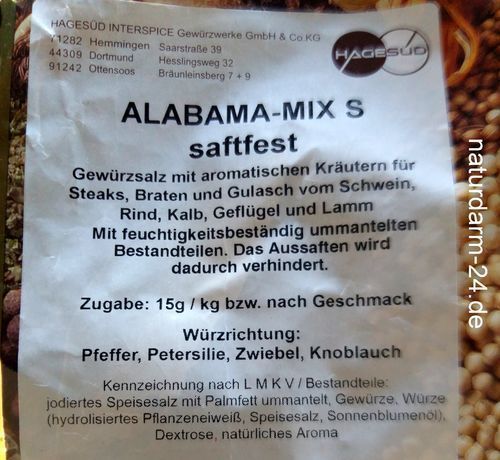 HAGESÜD INTERSPICE Gewürzwerke GmbH & Co.KG
71282 Hemmingen Saarstraße 39
44309 Dortmund Hesslingsweg 32
91242 Ottensoos Bräunleinsberg 7 + 9
HAGESÜD
ALABAMA-MIX S
saftfest
Gewürzsalz mit aromatischen Kräutern für
Steaks, Braten und Gulasch vom Schwein,
Rind, Kalb, Geflügel und Lamm
Mit feuchtigkeitsbeständig ummantelten
Bestandteilen. Das Aussaften wird
dadurch verhindert.
Zugabe: 15g / kg bzw. nach Geschmack
Würzrichtung:
Pfeffer, Petersilie, Zwiebel, Knoblauch
Kennzeichnung nach L M K V / Bestandteile:
jodiertes Speisesalz mit Palmfett ummantelt, Gewürze, Würze
(hydrolisiertes Pflanzeneiweiß, Speisesalz, Sonnenblumenöl),
Dextrose, natürliches Aroma
naturdarm-24.de